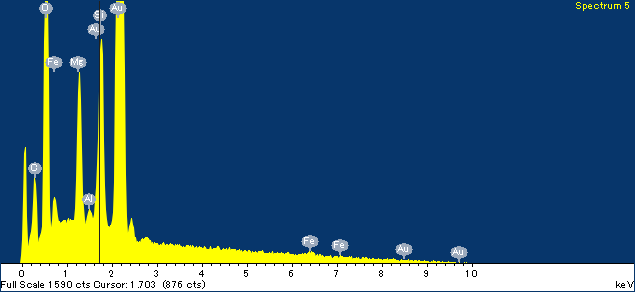 Spectrum 5
O Si Au
Au
Fe Mg
O
Al
Fe Fe Au Au
0 1 2 3 4 5 6 7 8 9 10
Full Scale 1590 cts Cursor: 1.703 (876 cts) keV